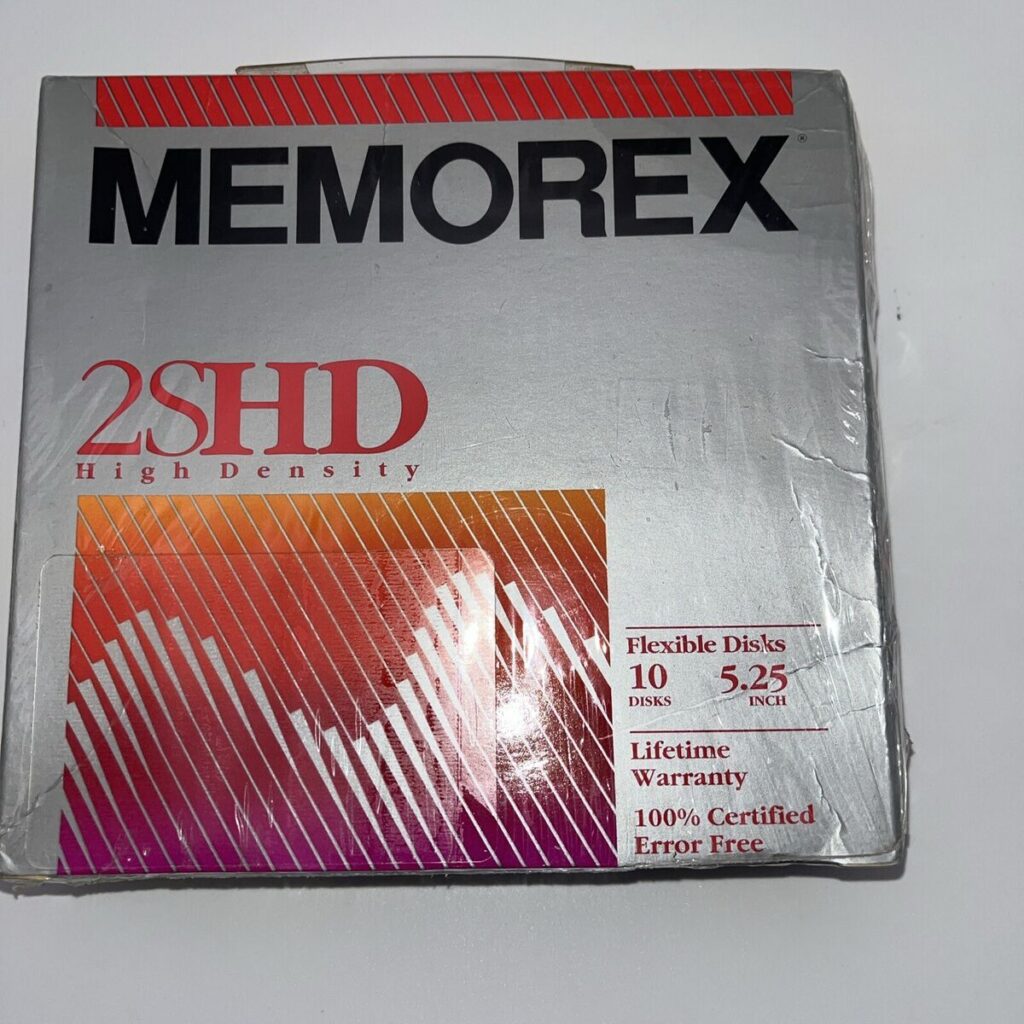 MEMOREX®
2SHD
High Density
Flexible Disks
10 5.25
DISKS INCH
Lifetime
Warranty
100% Certified
Error Free